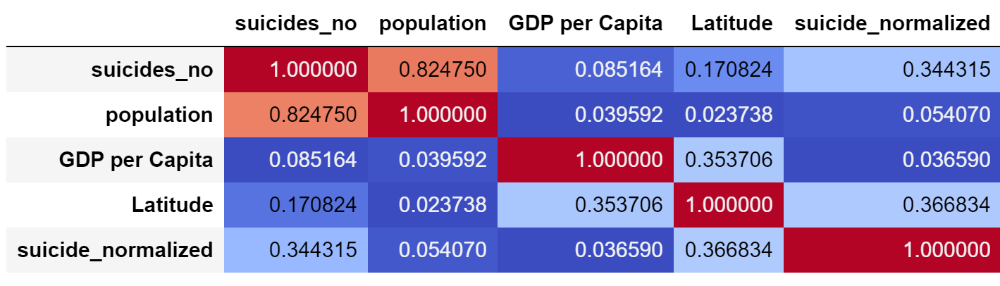 suicides_no population GDP per Capita Latitude suicide_normalized
suicides_no 1.000000 0.824750 0.085164 0.170824 0.344315
population 0.824750 1.000000 0.039592 0.023738 0.054070
GDP per Capita 0.085164 0.039592 1.000000 0.353706 0.036590
Latitude 0.170824 0.023738 0.353706 1.000000 0.366834
suicide_normalized 0.344315 0.054070 0.036590 0.366834 1.000000